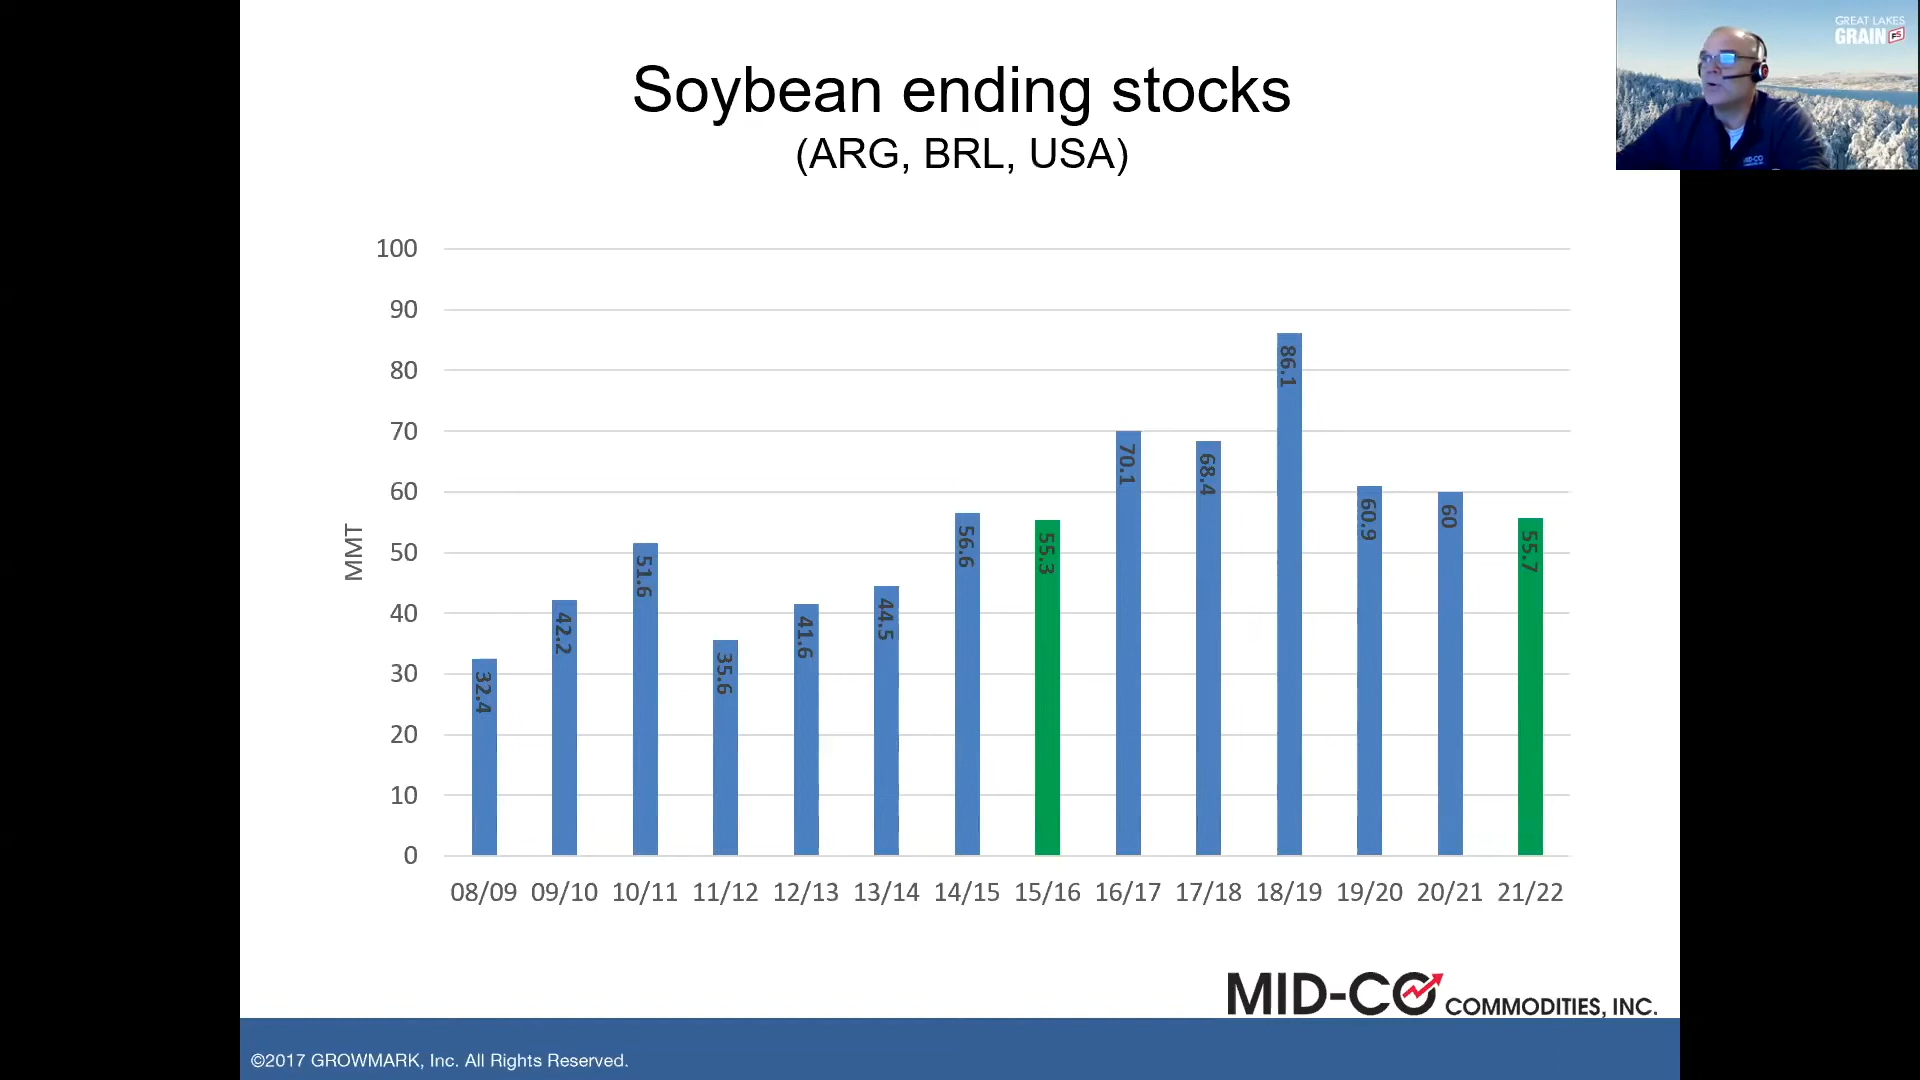 Soybean ending stocks
(ARG, BRL, USA)
GREAT LAKES
GRAIN FS
MID-CO
100
90
80
70
60
50
40
30
20
10
0
MMT
32.4
42.2
51.6
35.6
41.6
44.5
56.6
55.3
70.1
68.4
86.1
60.9
60
55.7
08/09 09/10 10/11 11/12 12/13 13/14 14/15 15/16 16/17 17/18 18/19 19/20 20/21 21/22
MID-CO COMMODITIES, INC.
©2017 GROWMARK, Inc. All Rights Reserved.